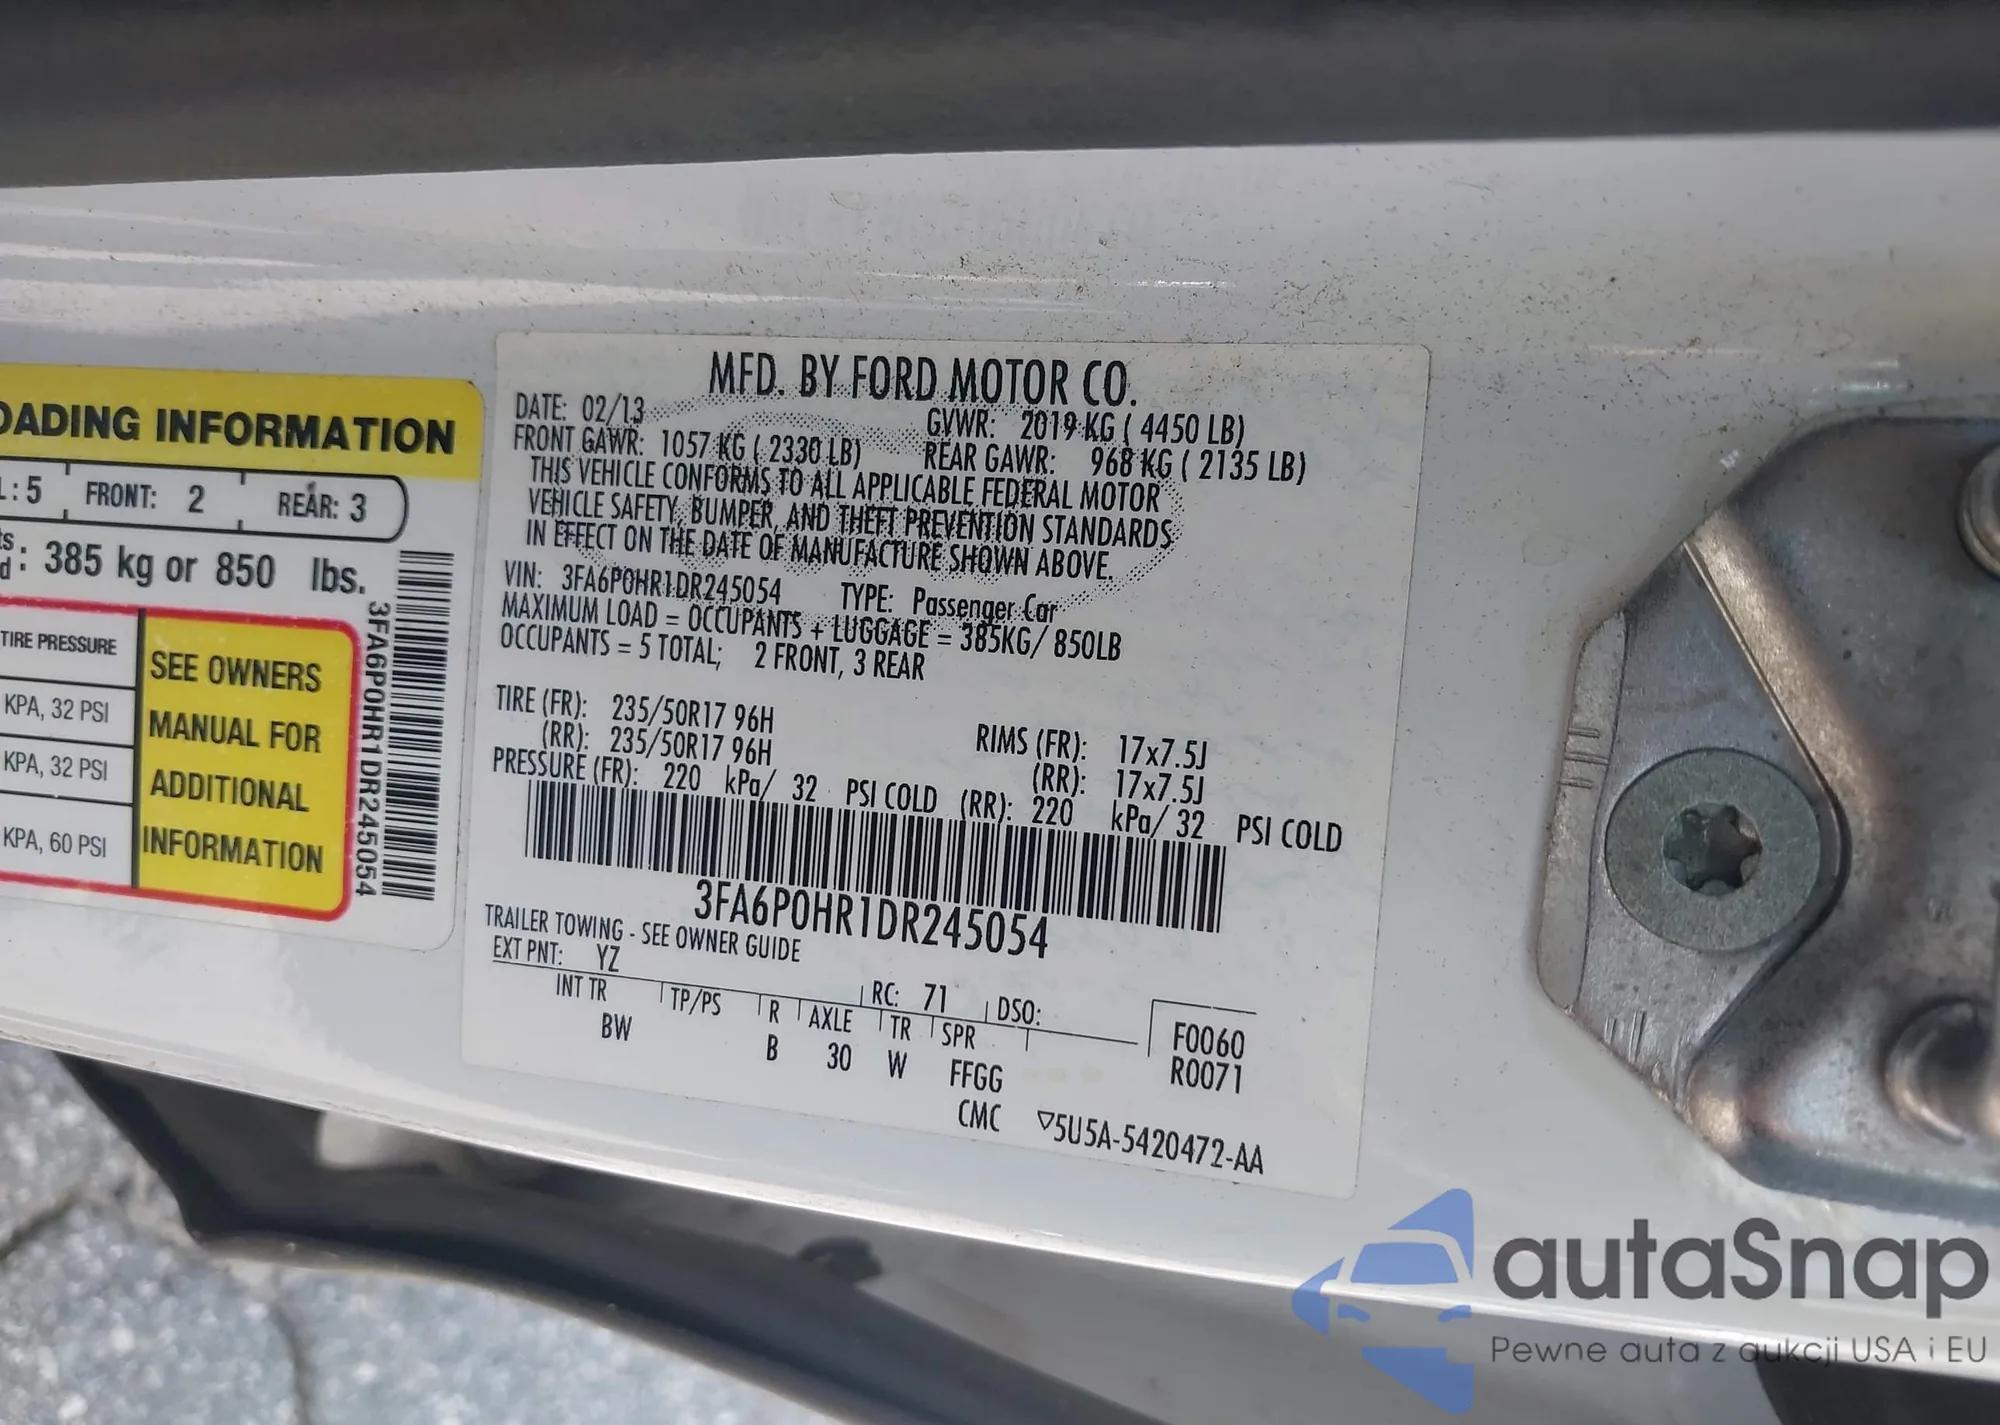 OADING INFORMATION
L: 5 FRONT: 2 REAR: 3
385 kg or 850 lbs.
TIRE PRESSURE
KPA, 32 PSI
KPA, 32 PSI
KPA, 60 PSI
SEE OWNERS
MANUAL FOR
ADDITIONAL
INFORMATION
3FA6P0HR1DR245054
MFD. BY FORD MOTOR CO.
DATE: 02/13 GVWR: 2019 KG ( 4450 LB)
FRONT GAWR: 1057 KG ( 2330 LB) REAR GAWR: 968 KG ( 2135 LB)
THIS VEHICLE CONFORMS TO ALL APPLICABLE FEDERAL MOTOR
VEHICLE SAFETY, BUMPER, AND THEFT PREVENTION STANDARDS
IN EFFECT ON THE DATE OF MANUFACTURE SHOWN ABOVE.
VIN: 3FA6P0HR1DR245054 TYPE: Passenger Car
MAXIMUM LOAD = OCCUPANTS + LUGGAGE = 385KG/ 850LB
OCCUPANTS = 5 TOTAL; 2 FRONT, 3 REAR
TIRE (FR): 235/50R17 96H RIMS (FR): 17x7.5J
(RR): 235/50R17 96H (RR): 17x7.5J
PRESSURE (FR): 220 kPa/ 32 PSI COLD (RR): 220 kPa/ 32 PSI COLD
3FA6P0HR1DR245054
TRAILER TOWING - SEE OWNER GUIDE
EXT PNT: YZ RC: 71 DSO:
INT TR TP/PS R AXLE TR SPR F0060
BW B 30 W FFGG R0071
CMC ▽5U5A-5420472-AA
autaSnap
Pewne auta z aukcji USA i EU